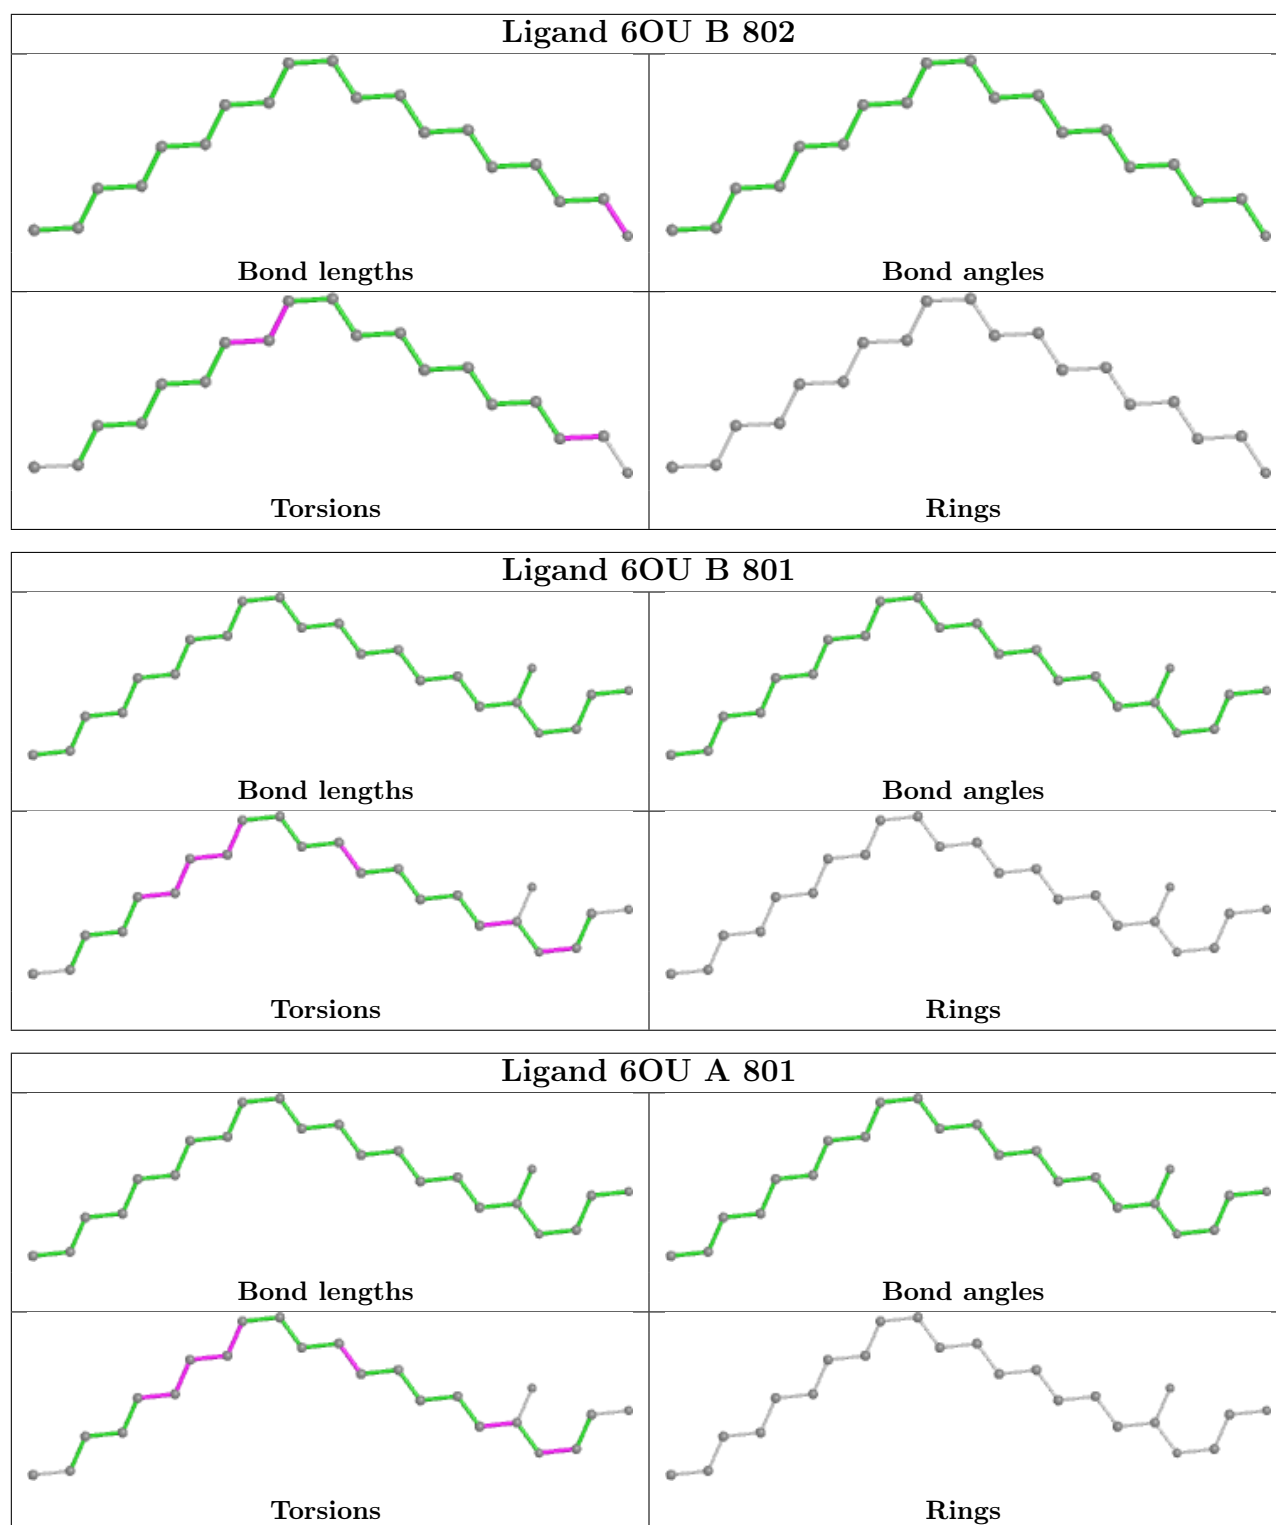 Ligand 6OU B 802
Bond lengths
Bond angles
Torsions
Rings
Ligand 6OU B 801
Bond lengths
Bond angles
Torsions
Rings
Ligand 6OU A 801
Bond lengths
Bond angles
Torsions
Rings